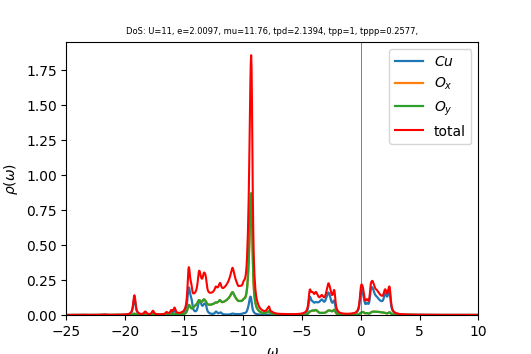 DoS: U=11, e=2.0097, mu=11.76, tpd=2.1394, tpp=1, tppp=0.2577,
ρ(ω)
1.75
1.50
1.25
1.00
0.75
0.50
0.25
0.00
−25 −20 −15 −10 −5 0 5 10
ω
Cu
O_x
O_y
total